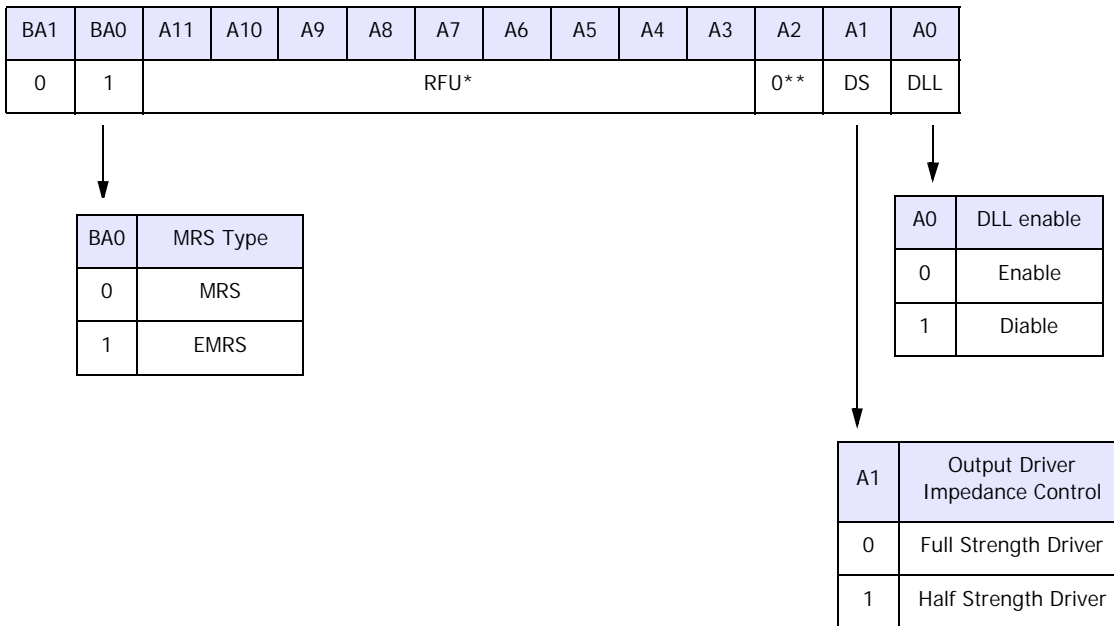 BA1 BA0 A11 A10 A9 A8 A7 A6 A5 A4 A3 A2 A1 A0
0 1 RFU* 0** DS DLL
BA0 MRS Type
0 MRS
1 EMRS
A0 DLL enable
0 Enable
1 Diable
A1 Output Driver
Impedance Control
0 Full Strength Driver
1 Half Strength Driver